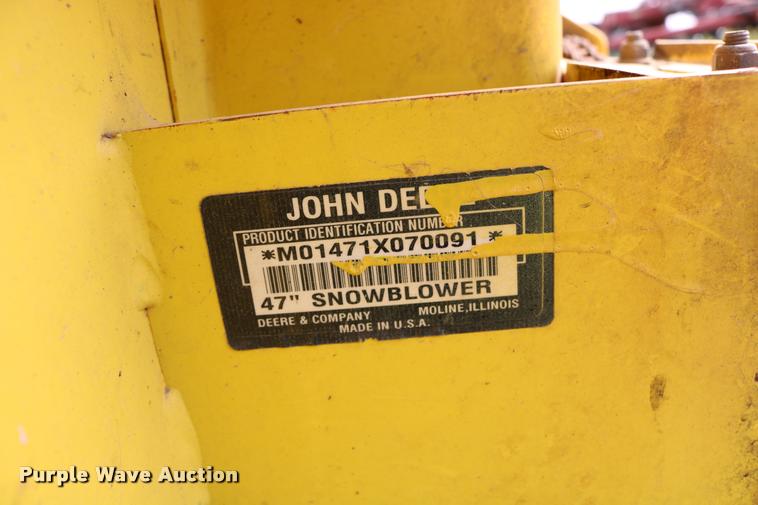 JOHN DEERE
PRODUCT IDENTIFICATION NUMBER
*M01471X070091*
47" SNOWBLOWER
DEERE & COMPANY MOLINE, ILLINOIS
MADE IN U.S.A.
Purple Wave Auction